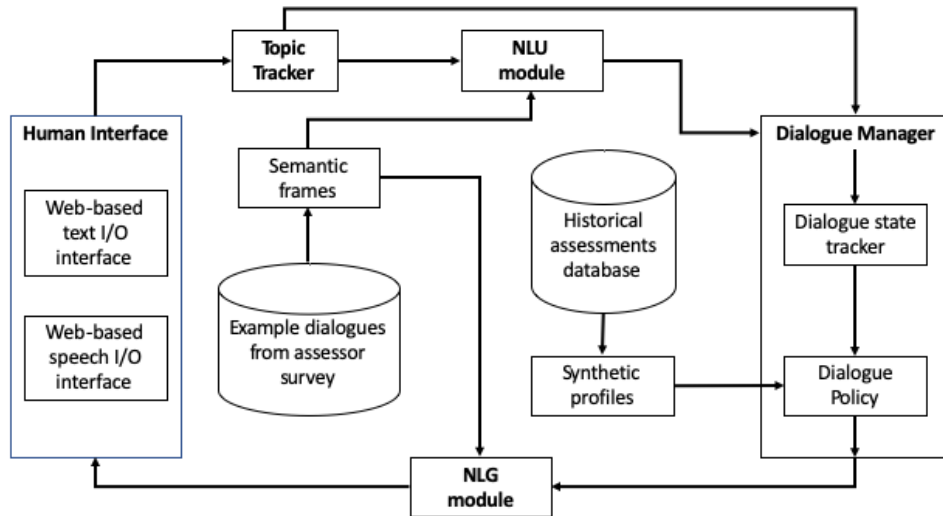 Topic
Tracker
NLU
module
Human Interface
Dialogue Manager
Semantic
frames
Web-based
text I/O
interface
Historical
assessments
database
Dialogue state
tracker
Example dialogues
from assessor
survey
Web-based
speech I/O
interface
Synthetic
profiles
Dialogue
Policy
NLG
module